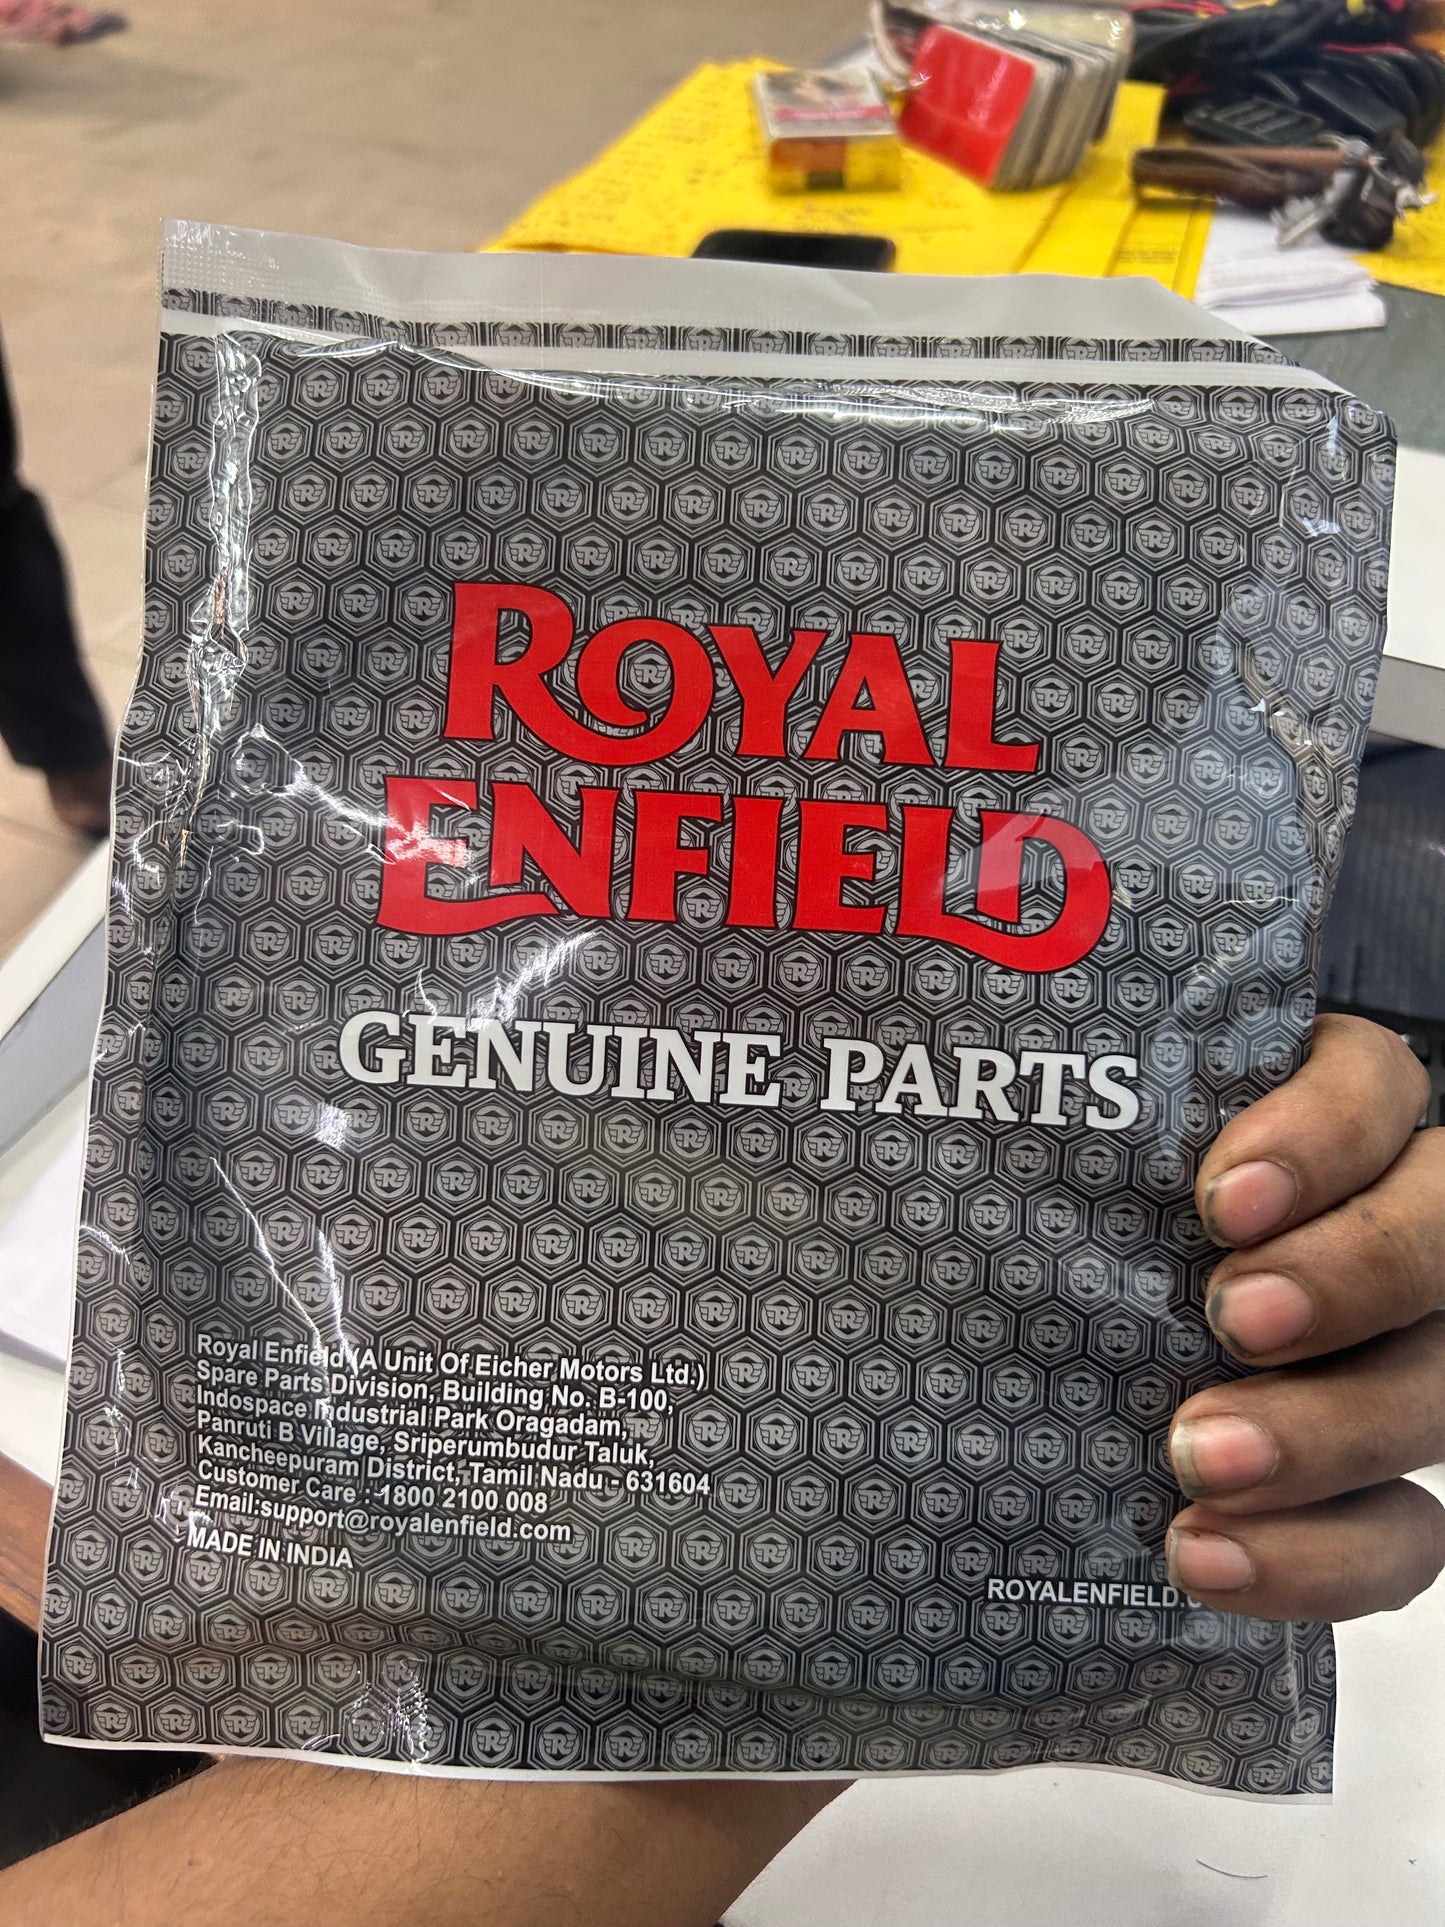 ROYAL
ENFIELD
GENUINE PARTS
Royal Enfield (A Unit Of Eicher Motors Ltd.)
Spare Parts Division, Building No. B-100,
Indospace Industrial Park Oragadam,
Panruti B Village, Sriperumbudur Taluk,
Kancheepuram District, Tamil Nadu - 631604
Customer Care : 1800 2100 008
Email:support@royalenfield.com
MADE IN INDIA
ROYALENFIELD.